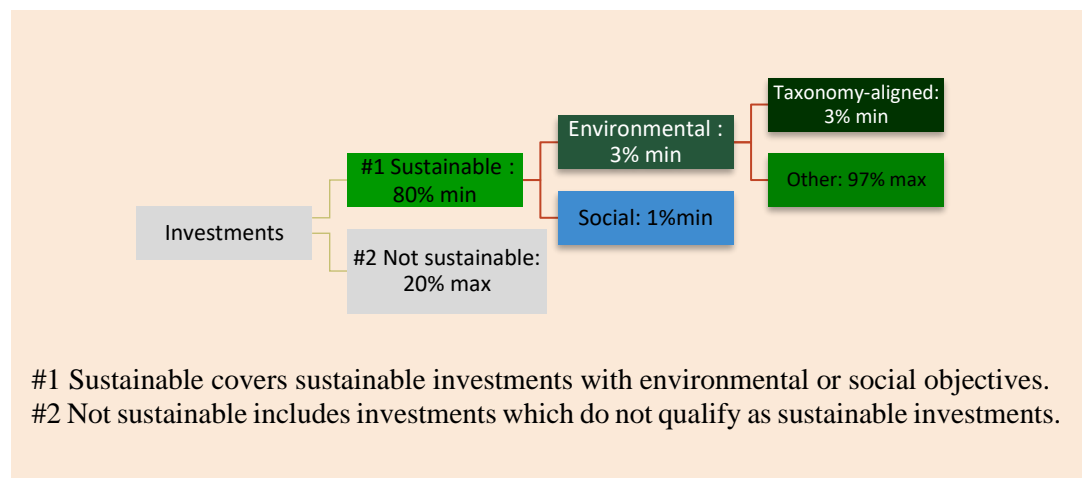 Investments
#1 Sustainable :
80% min
#2 Not sustainable:
20% max
Environmental :
3% min
Social: 1%min
Taxonomy-aligned:
3% min
Other: 97% max
#1 Sustainable covers sustainable investments with environmental or social objectives.
#2 Not sustainable includes investments which do not qualify as sustainable investments.